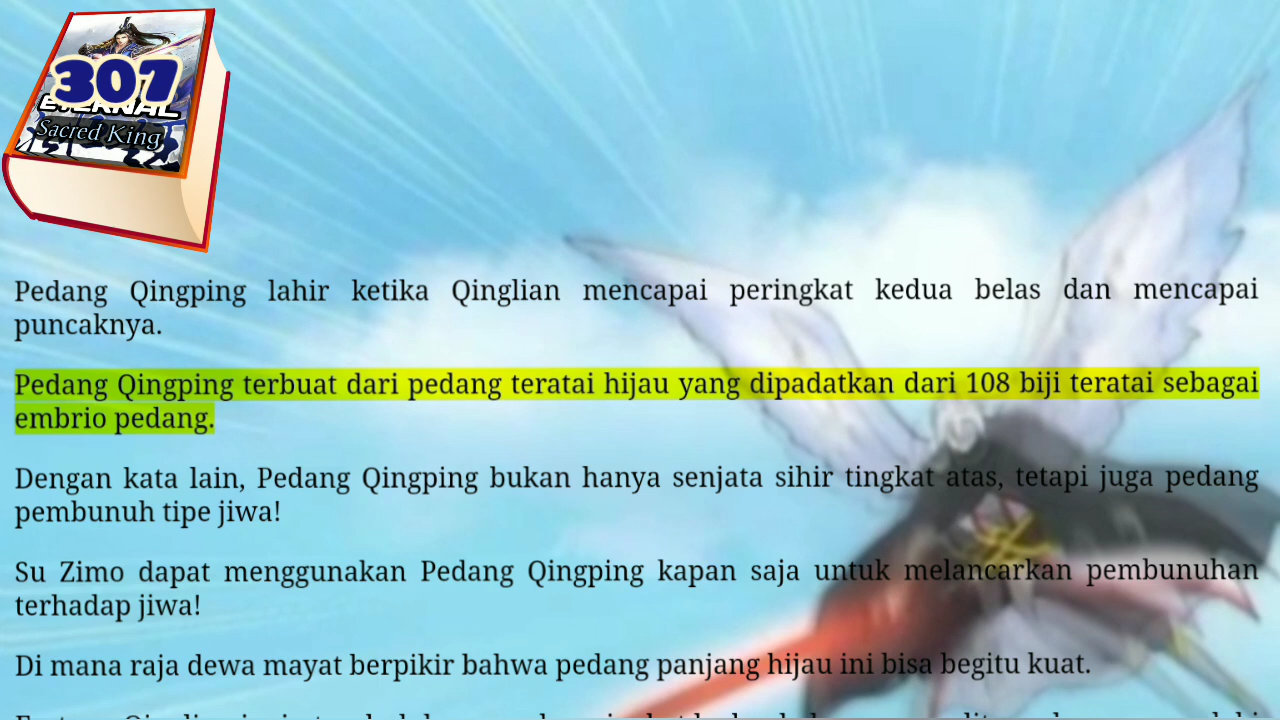 307
ETERNAL
Sacred King
Pedang Qingping lahir ketika Qinglian mencapai peringkat kedua belas dan mencapai
puncaknya.
Pedang Qingping terbuat dari pedang teratai hijau yang dipadatkan dari 108 biji teratai sebagai
embrio pedang.
Dengan kata lain, Pedang Qingping bukan hanya senjata sihir tingkat atas, tetapi juga pedang
pembunuh tipe jiwa!
Su Zimo dapat menggunakan Pedang Qingping kapan saja untuk melancarkan pembunuhan
terhadap jiwa!
Di mana raja dewa mayat berpikir bahwa pedang panjang hijau ini bisa begitu kuat.